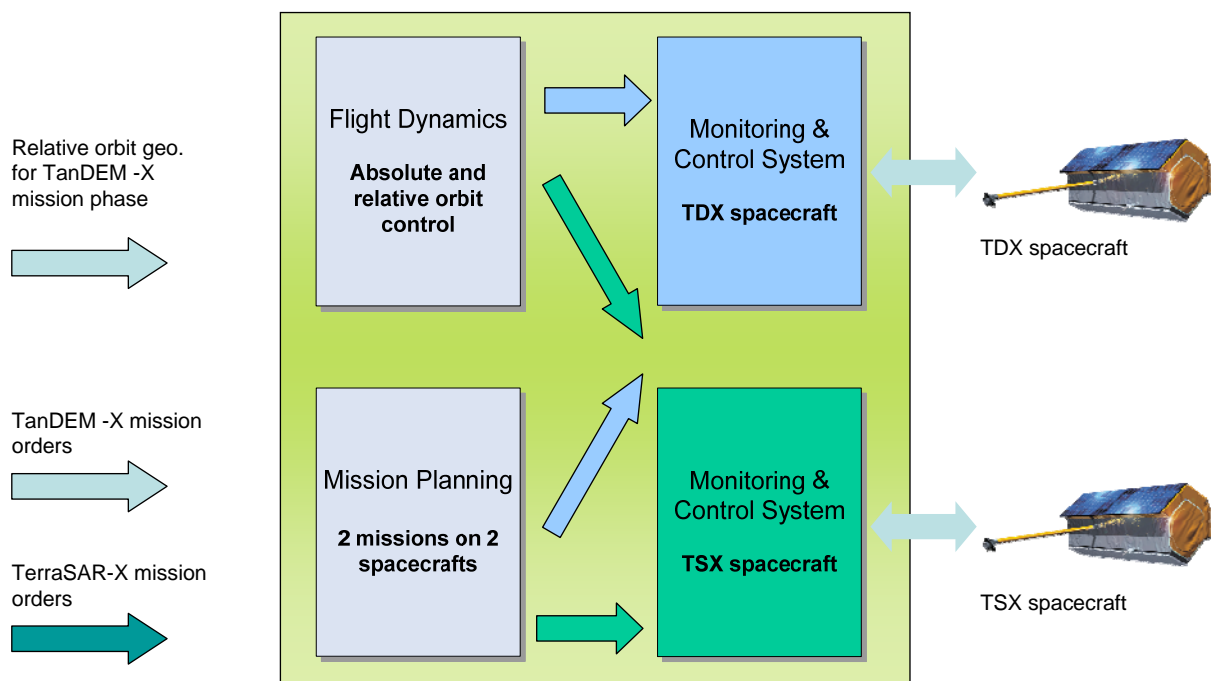 Relative orbit geo.
for TanDEM -X
mission phase
TanDEM -X mission
orders
TerraSAR-X mission
orders
Flight Dynamics
Absolute and
relative orbit
control
Mission Planning
2 missions on 2
spacecrafts
Monitoring &
Control System
TDX spacecraft
Monitoring &
Control System
TSX spacecraft
TDX spacecraft
TSX spacecraft